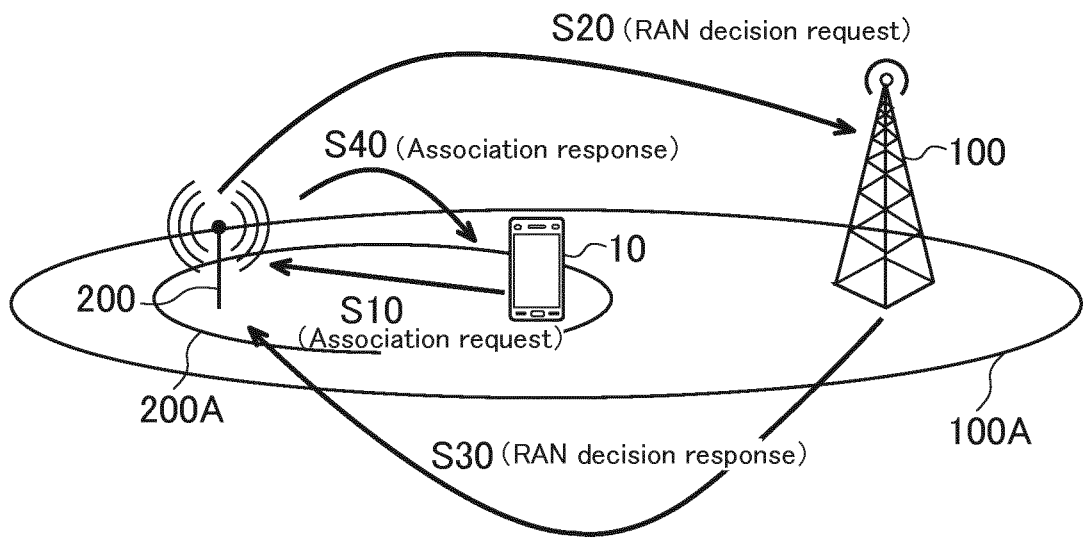 S20 (RAN decision request)
S40 (Association response)
100
10
200
S10
(Association request)
200A
100A
S30 (RAN decision response)